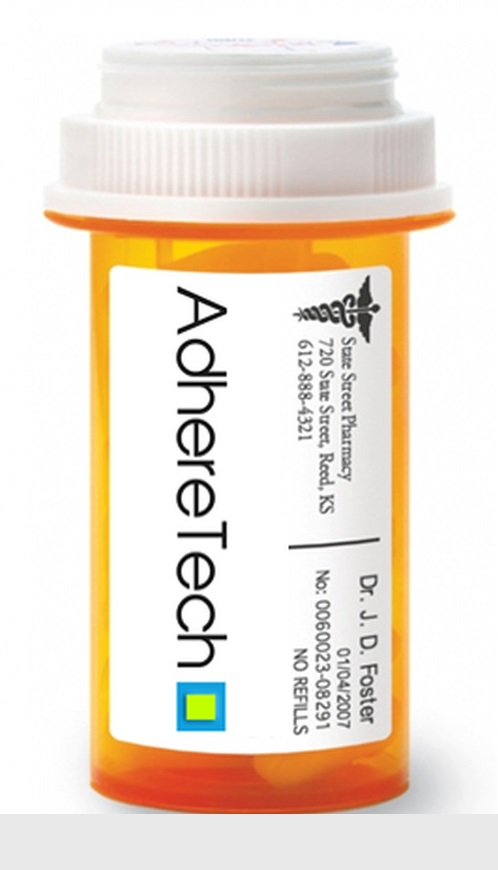 State Street Pharmacy
720 State Street, Reed, KS
612-888-4321
Dr. J. D. Foster
01/04/2007
No: 0060023-08291
NO REFILLS
AdhereTech